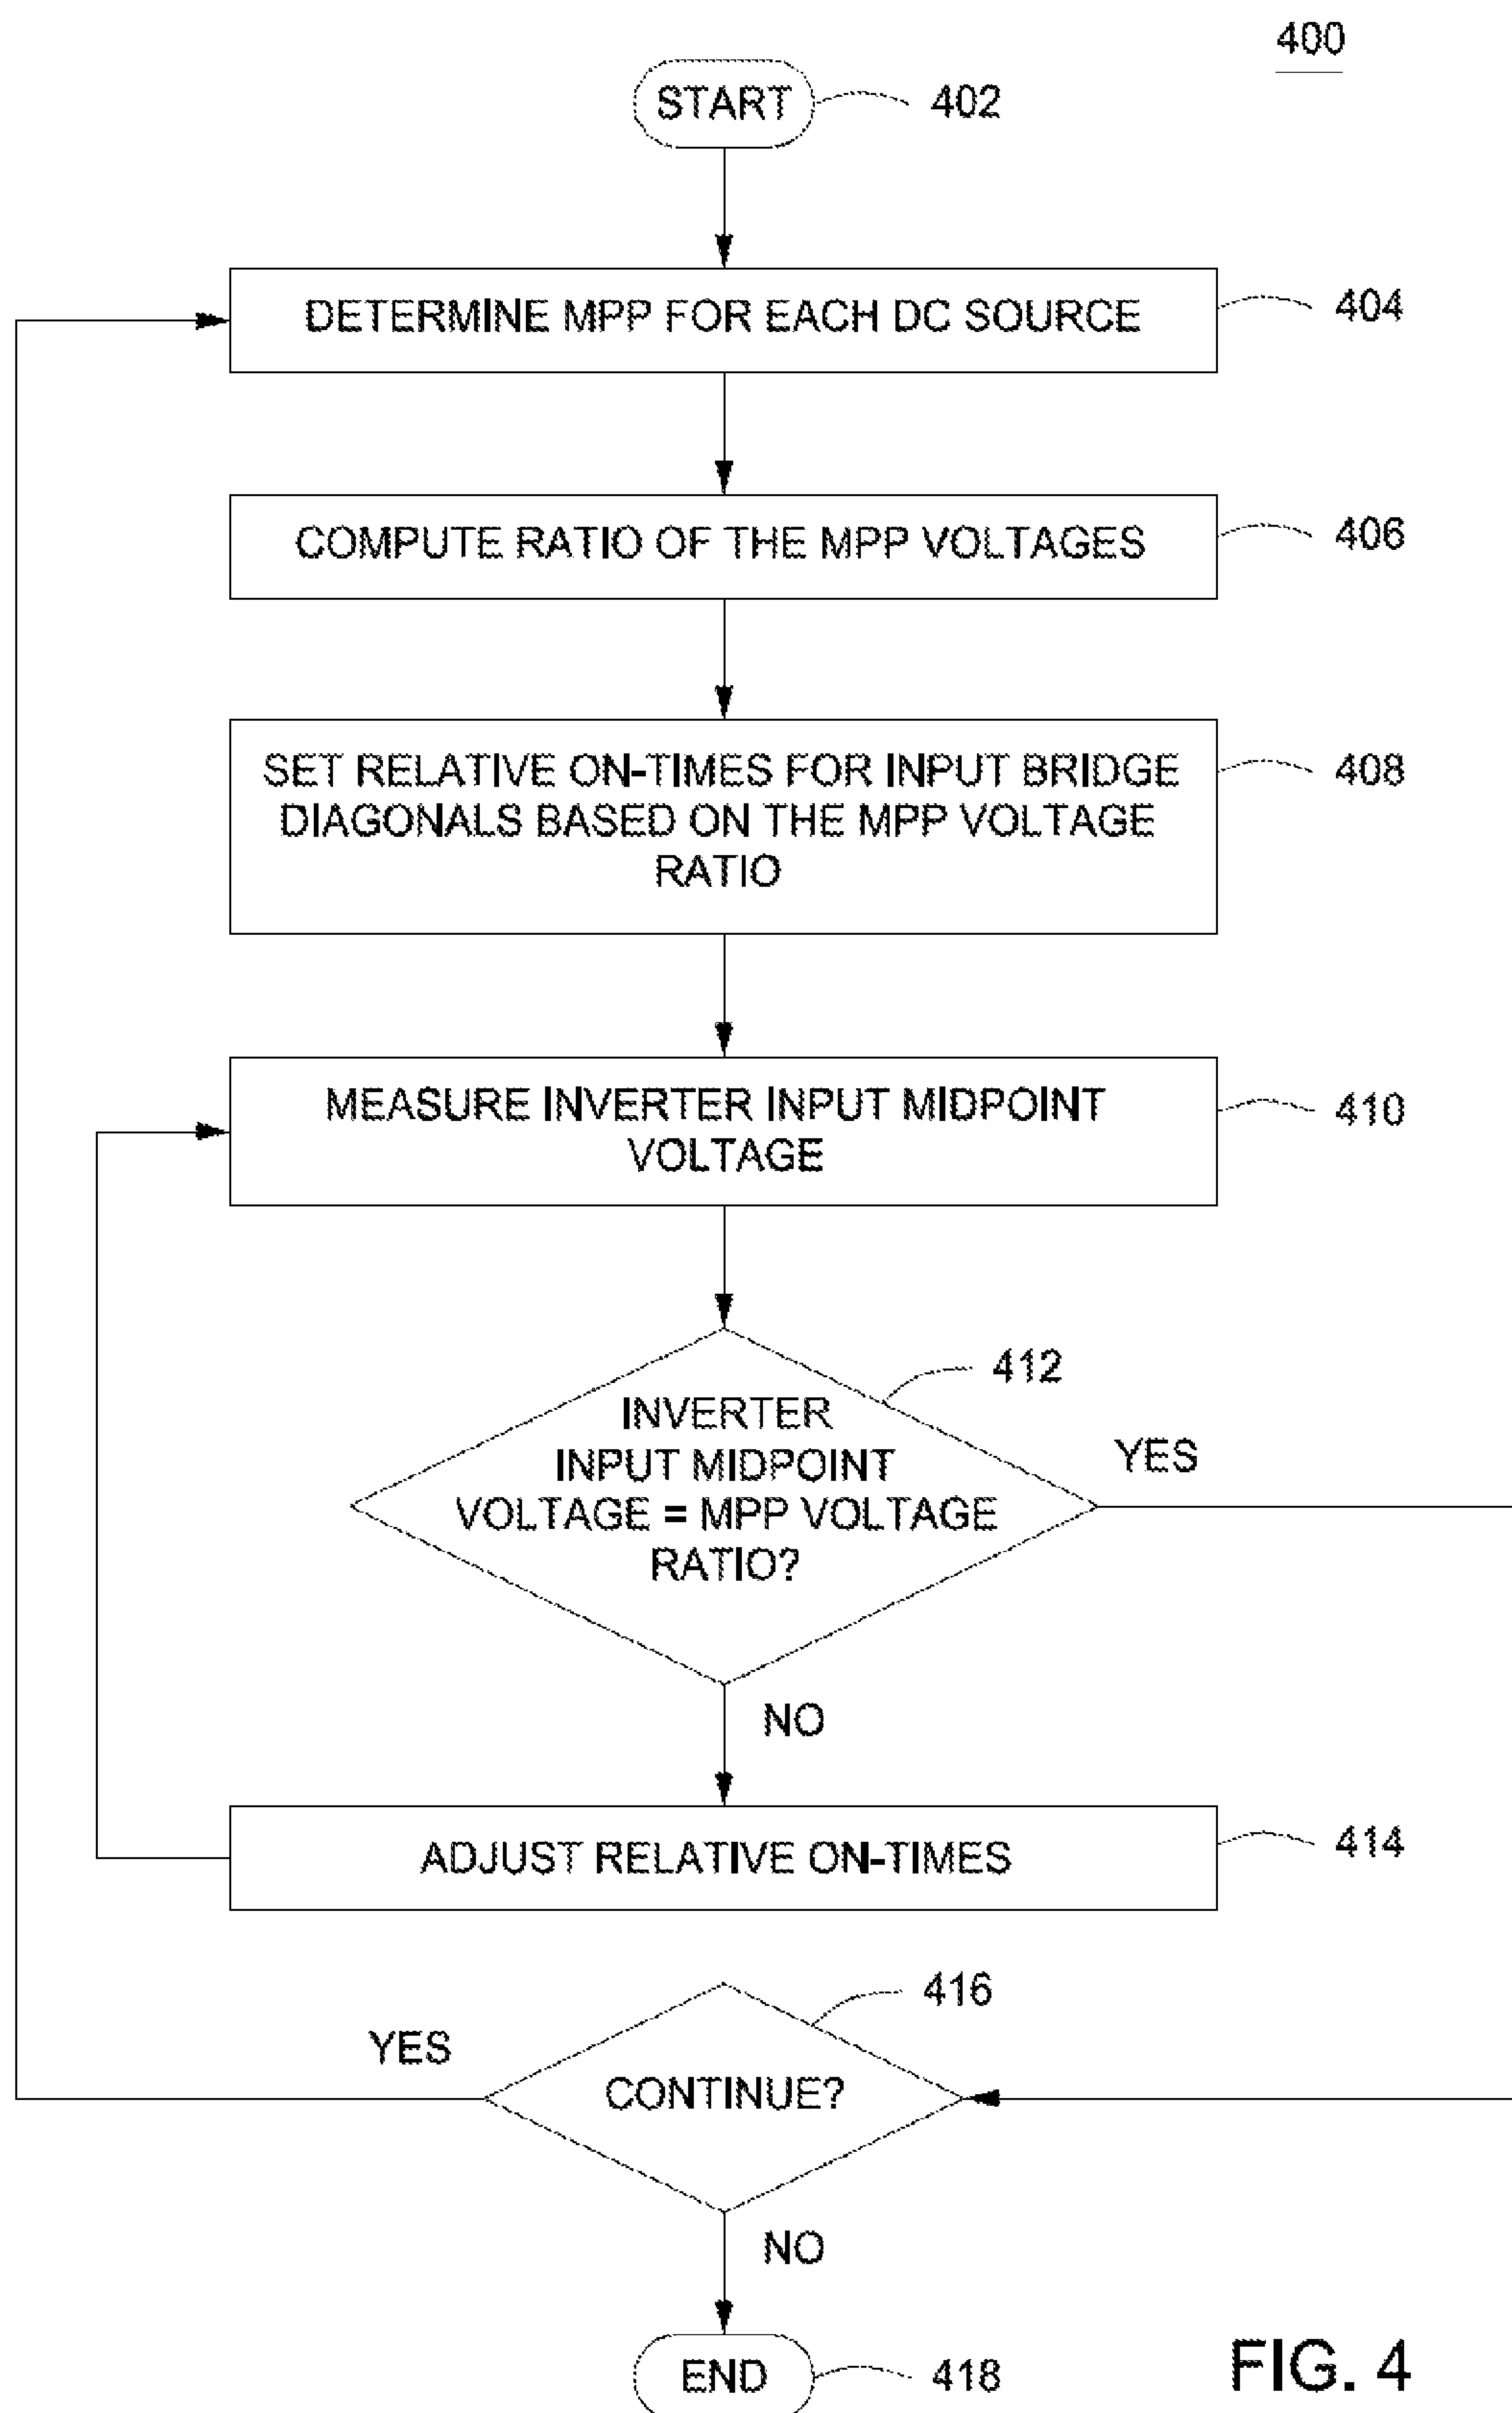 400
START
402
DETERMINE MPP FOR EACH DC SOURCE
404
COMPUTE RATIO OF THE MPP VOLTAGES
406
SET RELATIVE ON-TIMES FOR INPUT BRIDGE
DIAGONALS BASED ON THE MPP VOLTAGE
RATIO
408
MEASURE INVERTER INPUT MIDPOINT
VOLTAGE
410
412
INVERTER
INPUT MIDPOINT
VOLTAGE = MPP VOLTAGE
RATIO?
YES
NO
ADJUST RELATIVE ON-TIMES
414
416
YES
CONTINUE?
NO
END
418
FIG. 4